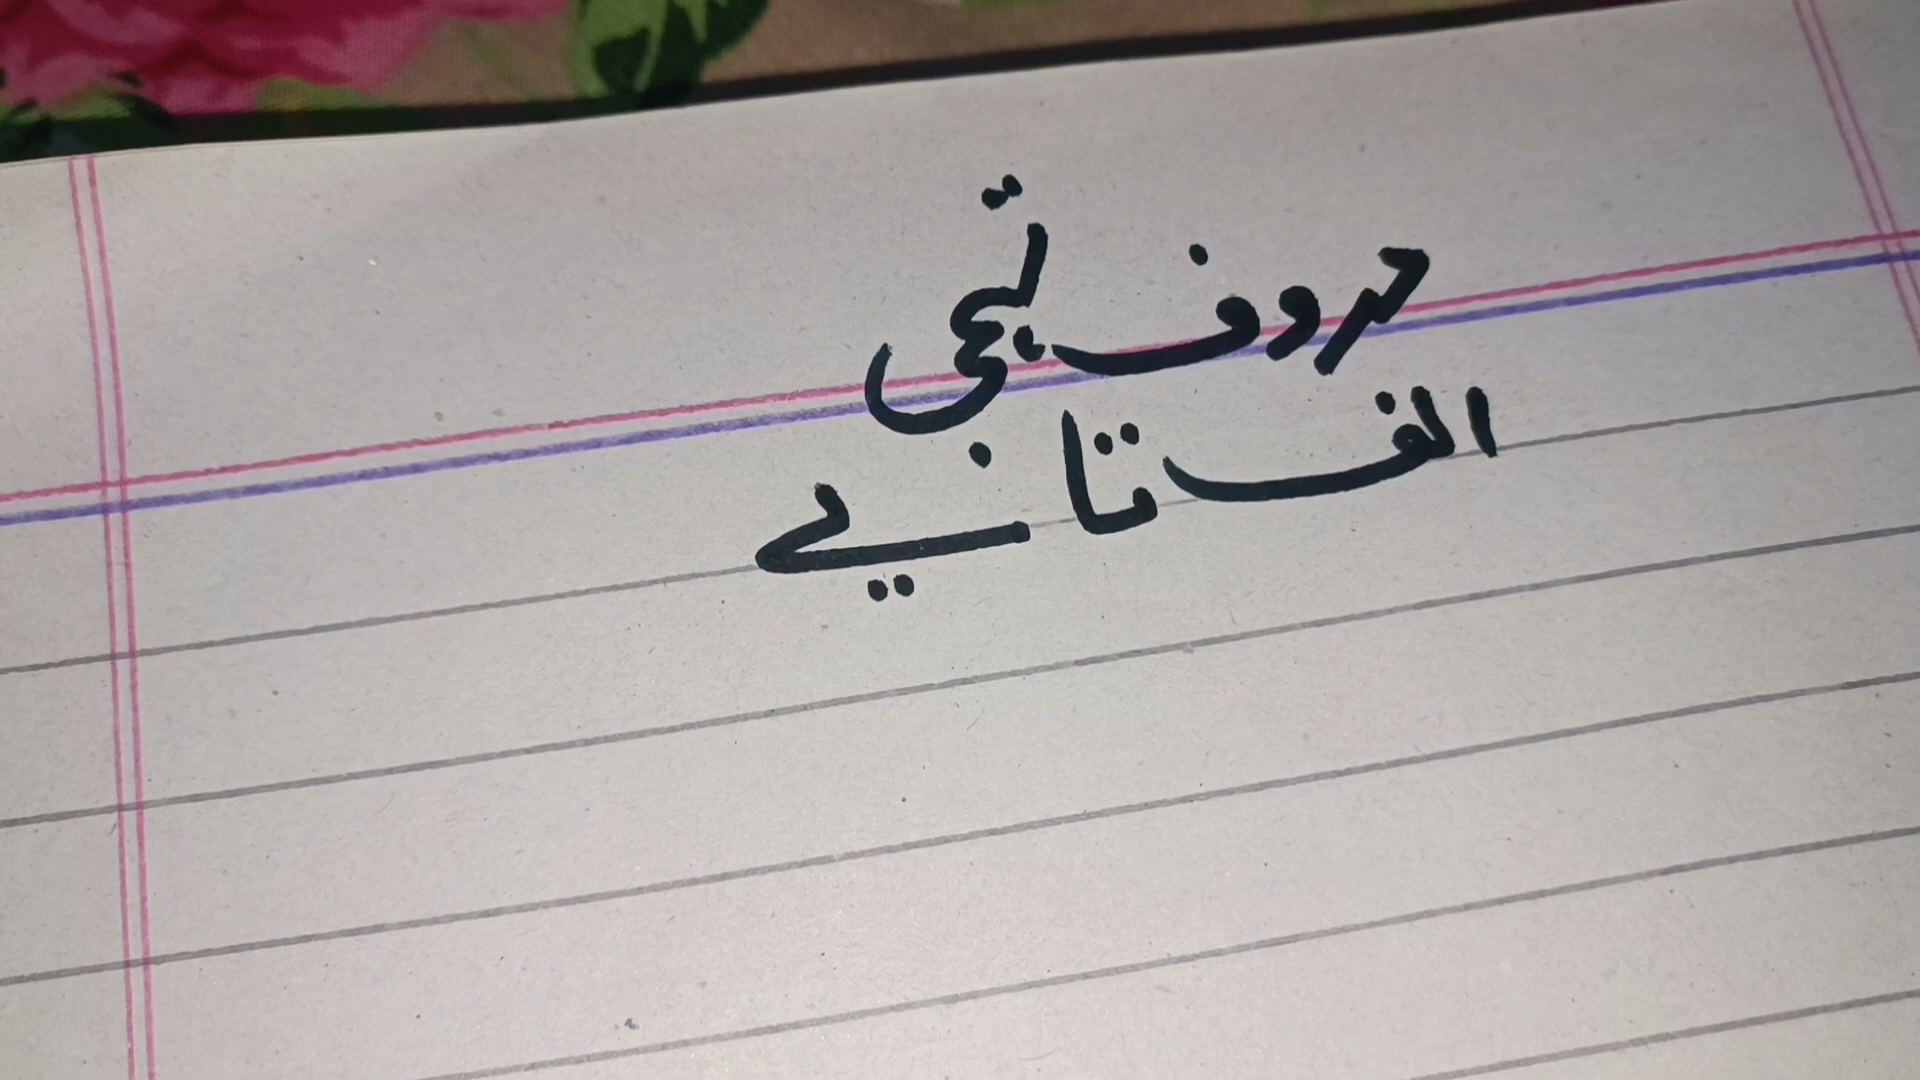 حروف تہجی
الف تا یے